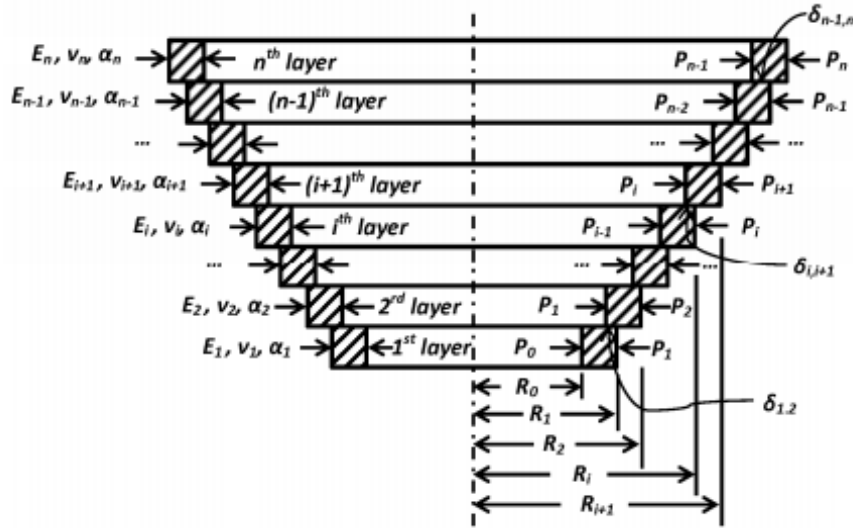 δn-1,n
En, νn, αn nth layer Pn-1 Pn
En-1, νn-1, αn-1 (n-1)th layer Pn-2 Pn-1
... ... ...
Ei+1, νi+1, αi+1 (i+1)th layer Pi Pi+1
Ei, νi, αi ith layer Pi-1 Pi
... ... ...
δi,i+1
E2, ν2, α2 2rd layer P1 P2
E1, ν1, α1 1st layer P0 P1
R0
δ1.2
R1
R2
Ri
Ri+1